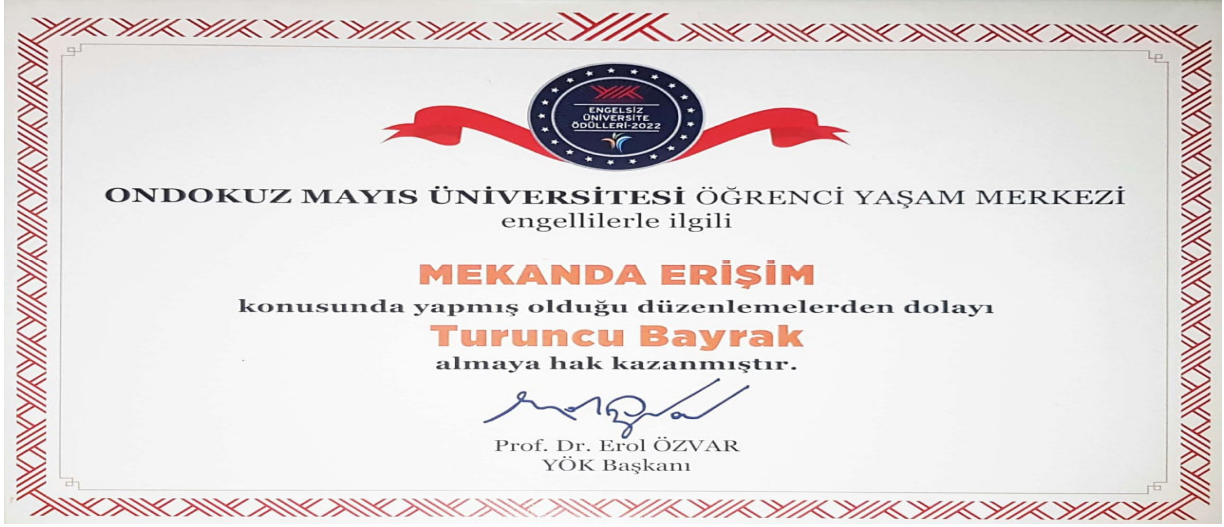 YÖK
ENGELSİZ
ÜNİVERSİTE
ÖDÜLLERİ-2022
ONDOKUZ MAYIS ÜNİVERSİTESİ ÖĞRENCİ YAŞAM MERKEZİ
engellilerle ilgili
MEKANDA ERİŞİM
konusunda yapmış olduğu düzenlemelerden dolayı
Turuncu Bayrak
almaya hak kazanmıştır.
Prof. Dr. Erol ÖZVAR
YÖK Başkanı